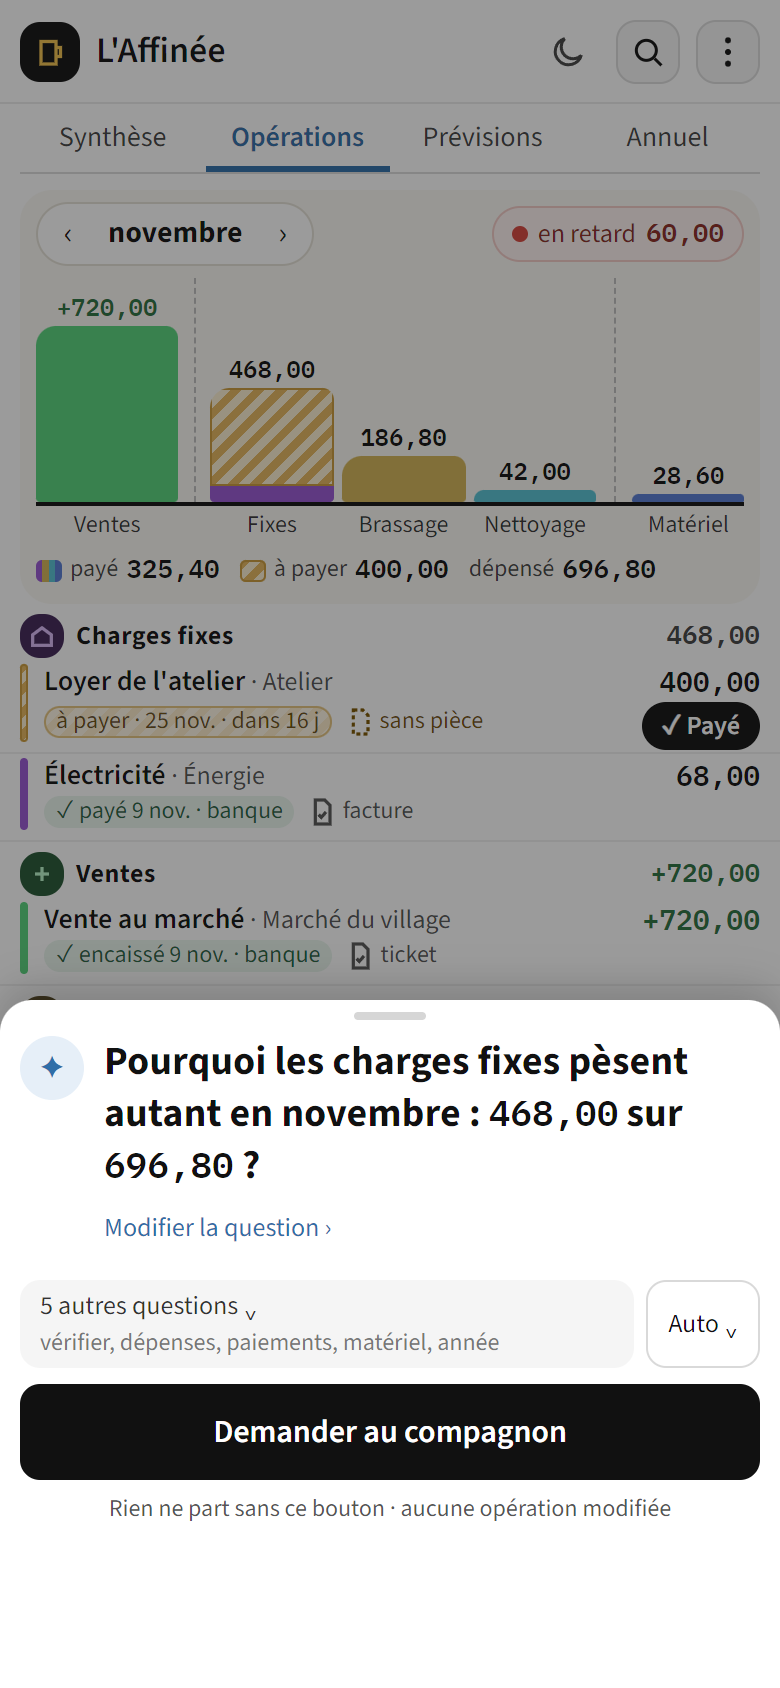 L'Affinée
Synthèse Opérations Prévisions Annuel
‹ novembre › en retard 60,00
+720,00
468,00
186,80
42,00
28,60
Ventes Fixes Brassage Nettoyage Matériel
payé 325,40 à payer 400,00 dépensé 696,80
Charges fixes 468,00
Loyer de l'atelier · Atelier 400,00
à payer · 25 nov. · dans 16 j sans pièce ✓ Payé
Électricité · Énergie 68,00
✓ payé 9 nov. · banque facture
Ventes +720,00
Vente au marché · Marché du village +720,00
✓ encaissé 9 nov. · banque ticket
Pourquoi les charges fixes pèsent
autant en novembre : 468,00 sur
696,80 ?
Modifier la question ›
5 autres questions
vérifier, dépenses, paiements, matériel, année
Auto
Demander au compagnon
Rien ne part sans ce bouton · aucune opération modifiée